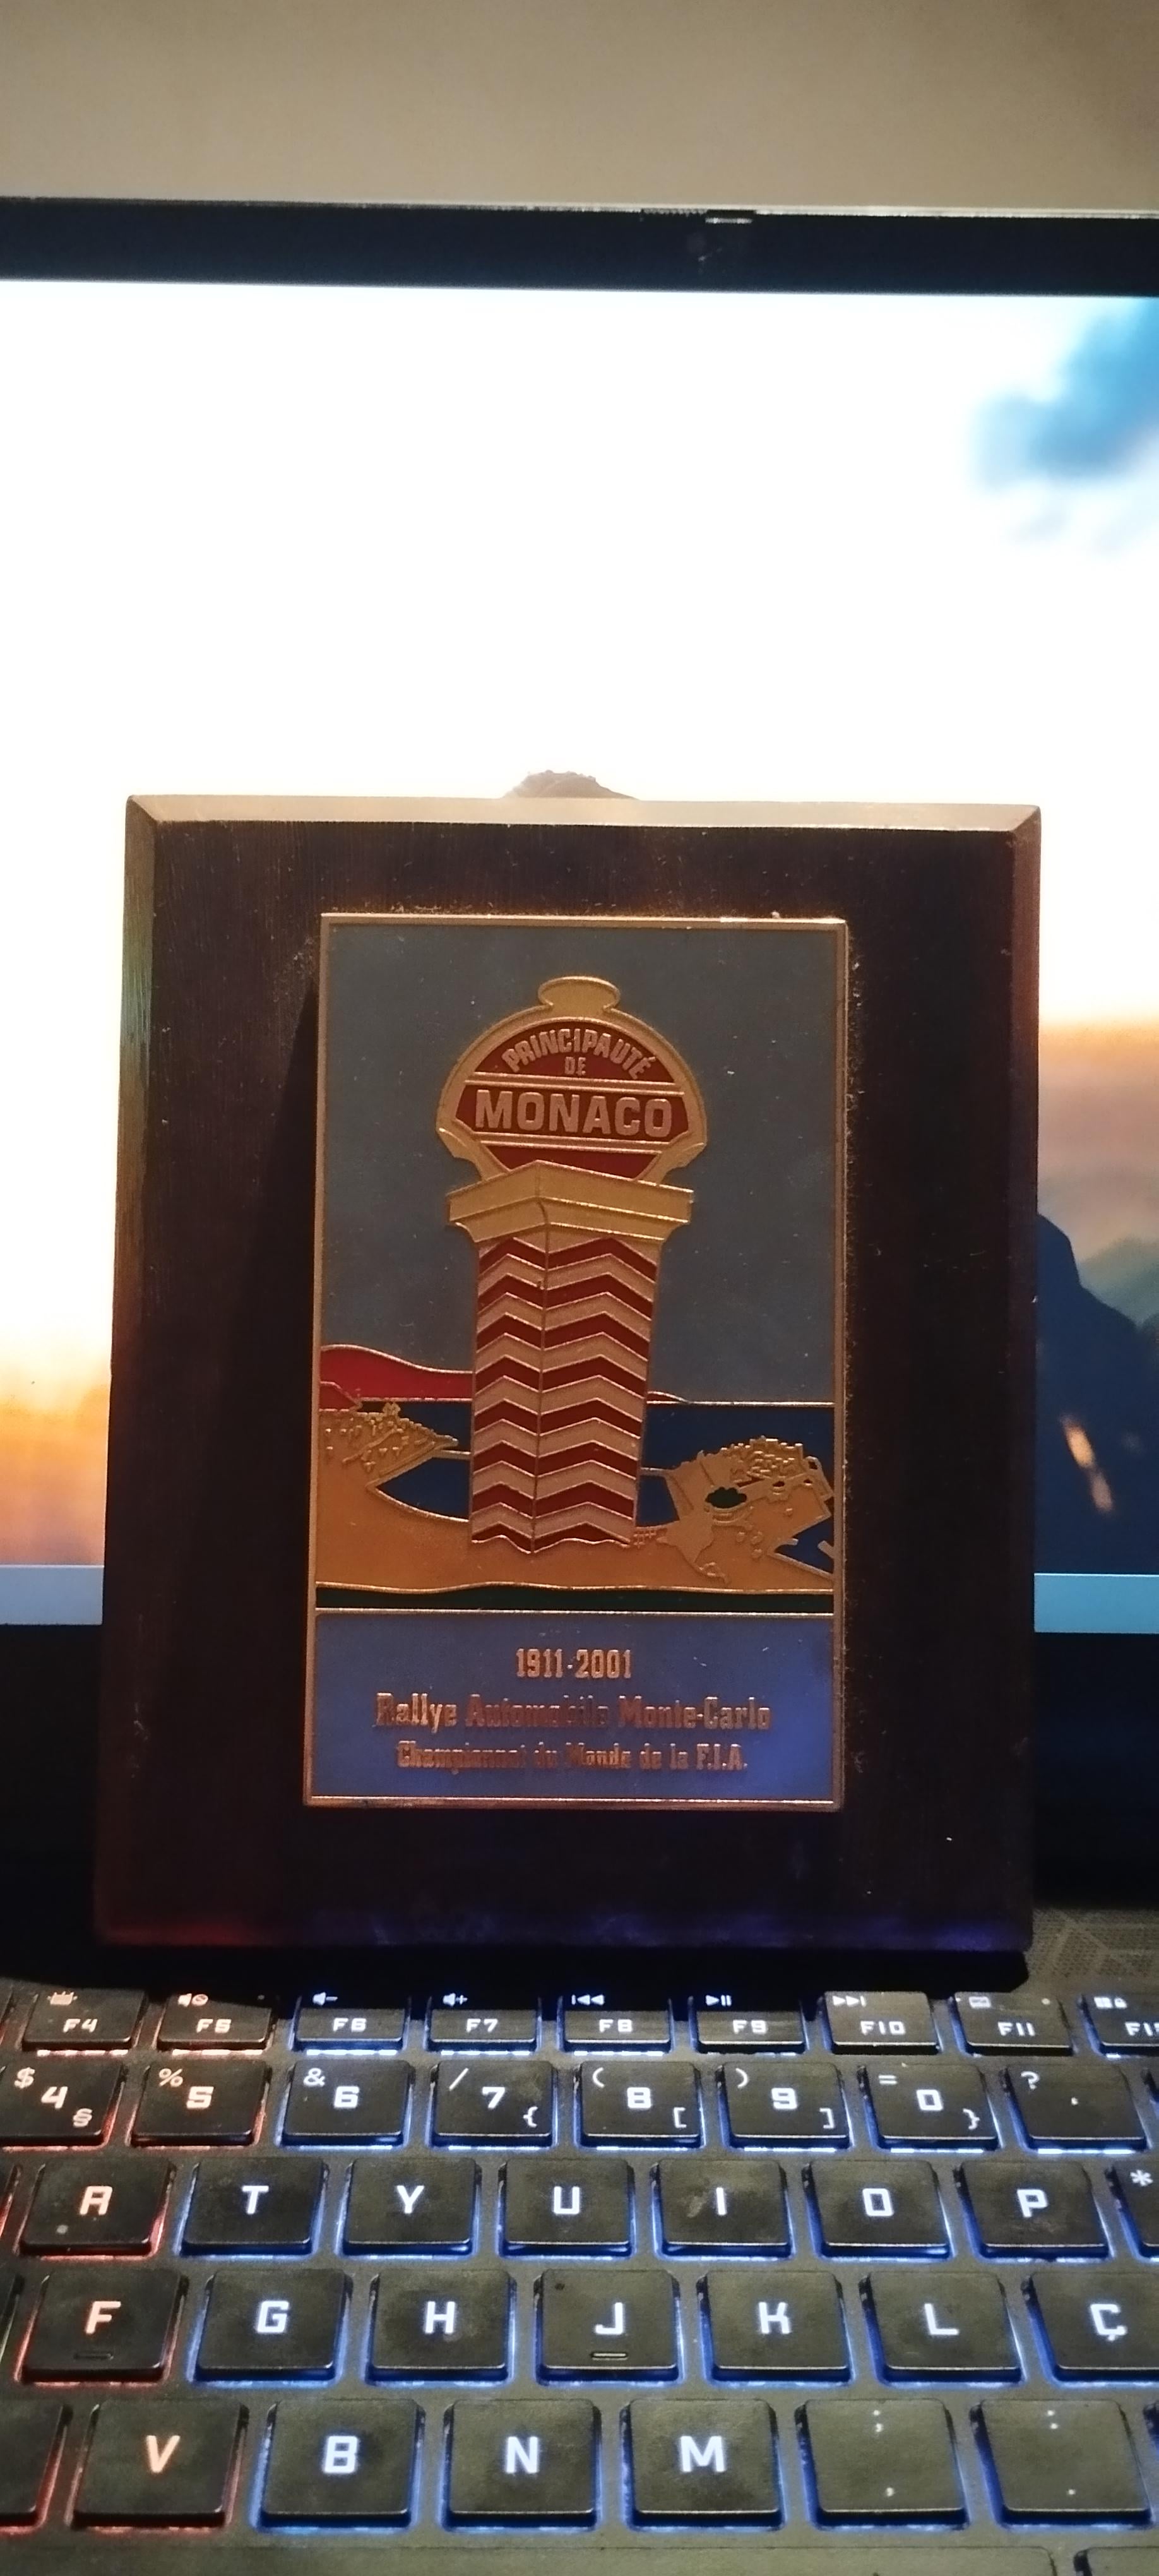 PRINCIPAUTÉ
DE
MONACO
1911-2001
Rallye Automobile Monte-Carlo
Championnat du Monde de la F.I.A.
F4 F5 F6 F7 F8 F9 F10 F11
$ 4 § % 5 & 6 / 7 { ( 8 [ ) 9 ] = 0 } ? '
R T Y U I O P *
F G H J K L Ç
V B N M ; , : .